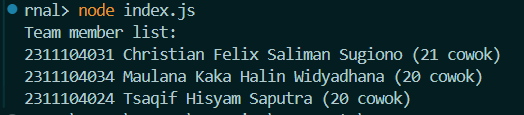 rnal> node index.js
Team member list:
2311104031 Christian Felix Saliman Sugiono (21 cowok)
2311104034 Maulana Kaka Halin Widyadhana (20 cowok)
2311104024 Tsaqif Hisyam Saputra (20 cowok)